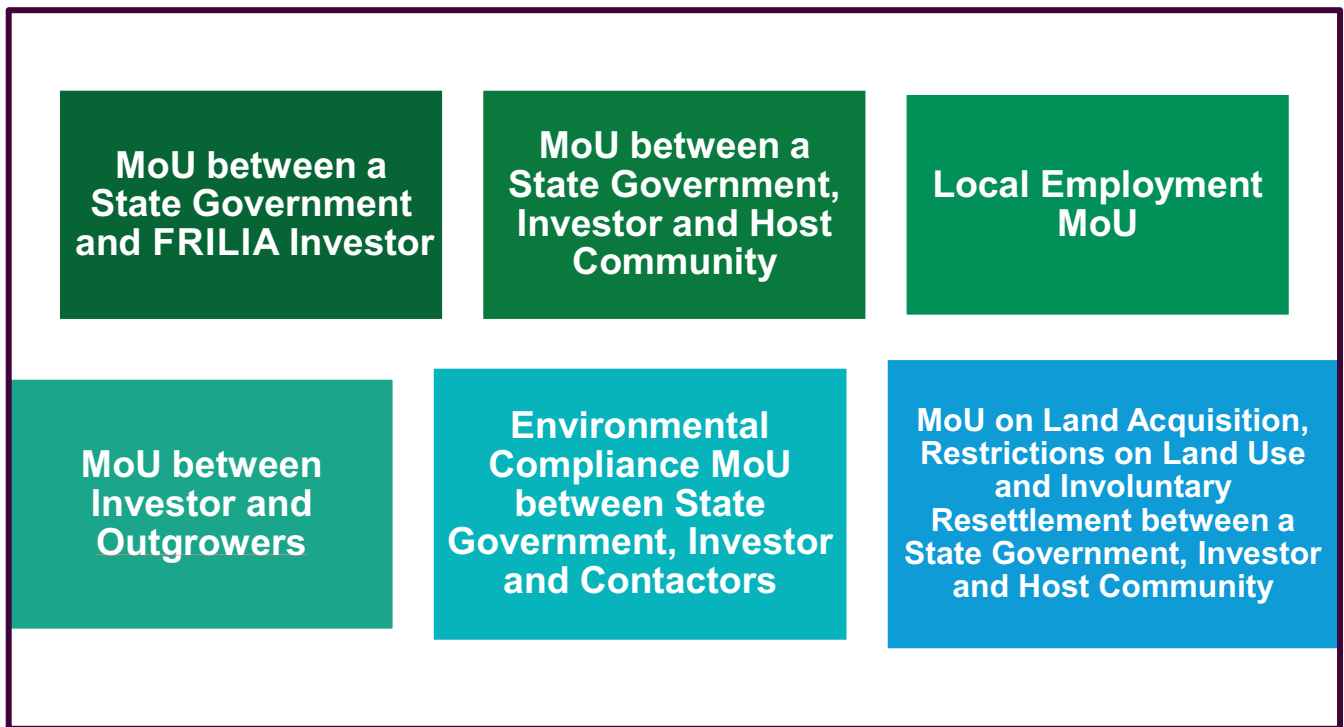 MoU between a
State Government
and FRILIA Investor
MoU between a
State Government,
Investor and Host
Community
Local Employment
MoU
MoU between
Investor and
Outgrowers
Environmental
Compliance MoU
between State
Government, Investor
and Contactors
MoU on Land Acquisition,
Restrictions on Land Use
and Involuntary
Resettlement between a
State Government, Investor
and Host Community